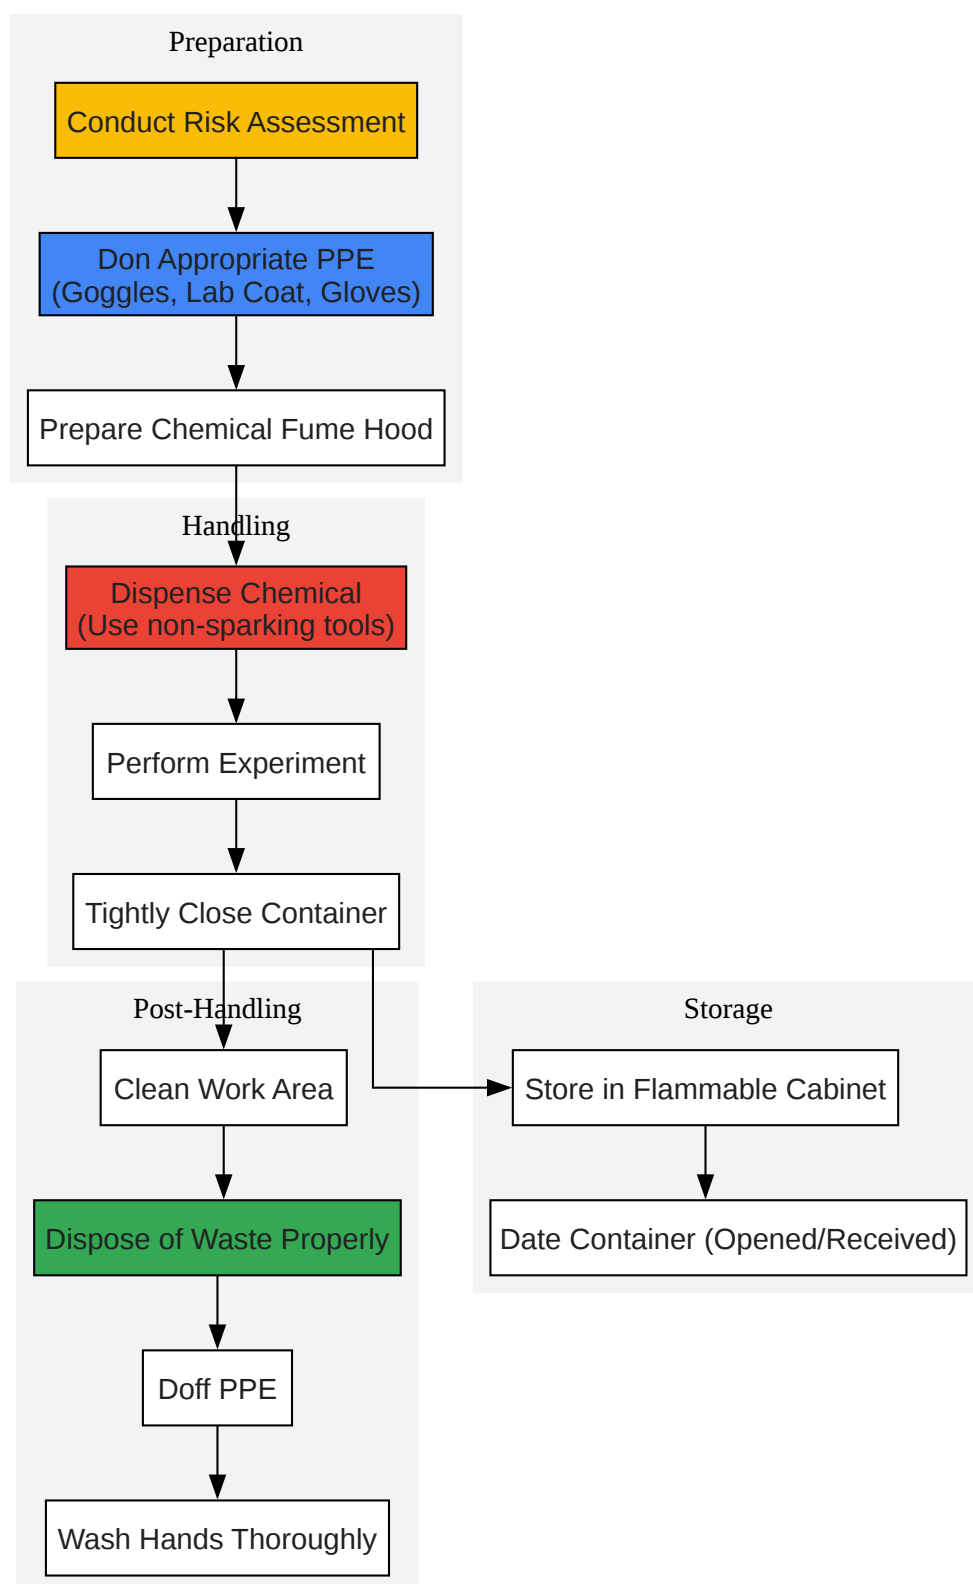 Preparation
Conduct Risk Assessment
Don Appropriate PPE
(Goggles, Lab Coat, Gloves)
Prepare Chemical Fume Hood
Handling
Dispense Chemical
(Use non-sparking tools)
Perform Experiment
Tightly Close Container
Post-Handling
Clean Work Area
Dispose of Waste Properly
Doff PPE
Wash Hands Thoroughly
Storage
Store in Flammable Cabinet
Date Container (Opened/Received)